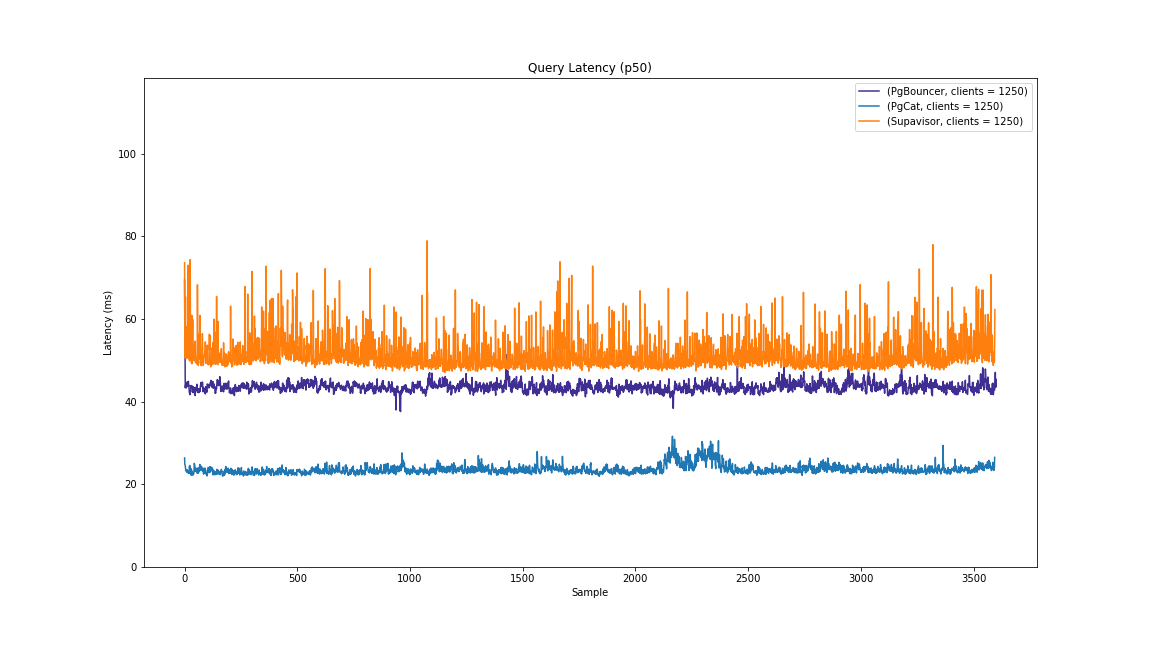 Query Latency (p50)
(PgBouncer, clients = 1250)
(PgCat, clients = 1250)
(Supavisor, clients = 1250)
Latency (ms)
100
80
60
40
20
0
0 500 1000 1500 2000 2500 3000 3500
Sample